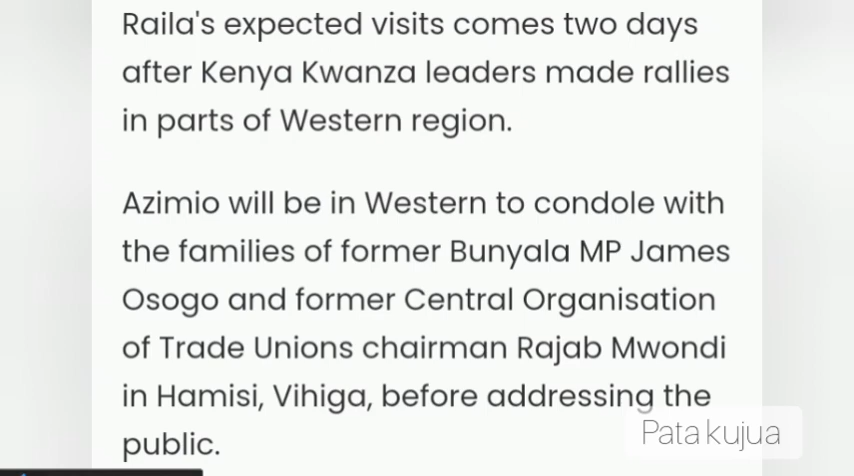 Raila's expected visits comes two days
after Kenya Kwanza leaders made rallies
in parts of Western region.
Azimio will be in Western to condole with
the families of former Bunyala MP James
Osogo and former Central Organisation
of Trade Unions chairman Rajab Mwondi
in Hamisi, Vihiga, before addressing the
public.
Pata kujua